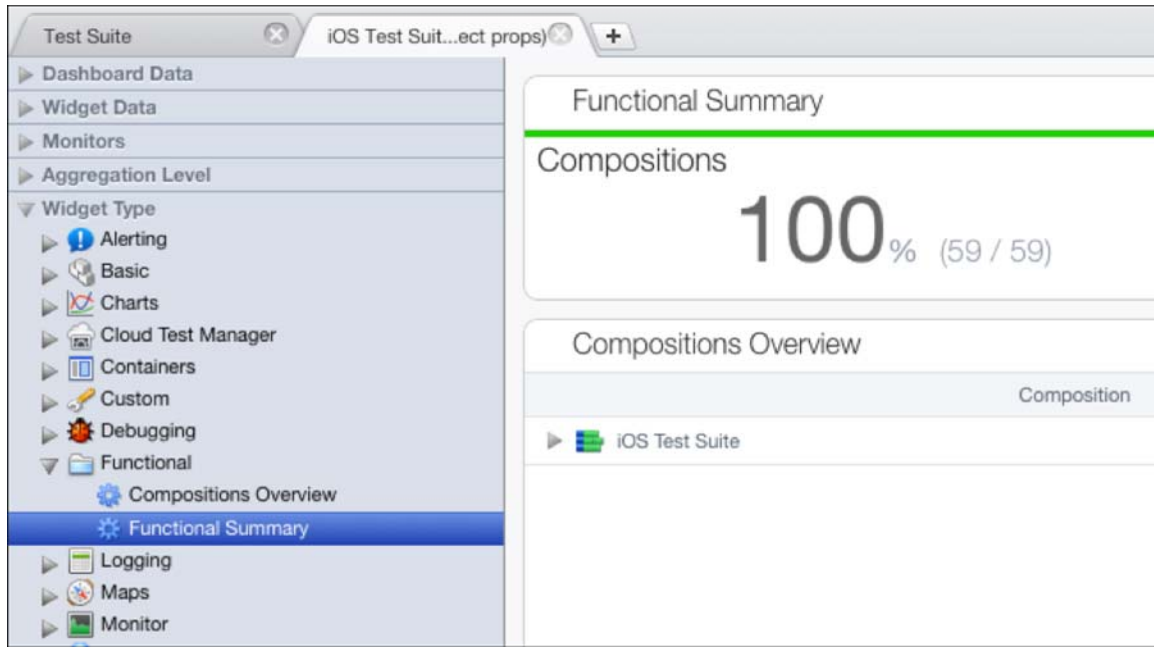 Test Suite
iOS Test Suit...ect props)
+
Dashboard Data
Widget Data
Monitors
Aggregation Level
Widget Type
Alerting
Basic
Charts
Cloud Test Manager
Containers
Custom
Debugging
Functional
Compositions Overview
Functional Summary
Logging
Maps
Monitor
Functional Summary
Compositions
100% (59 / 59)
Compositions Overview
Composition
iOS Test Suite